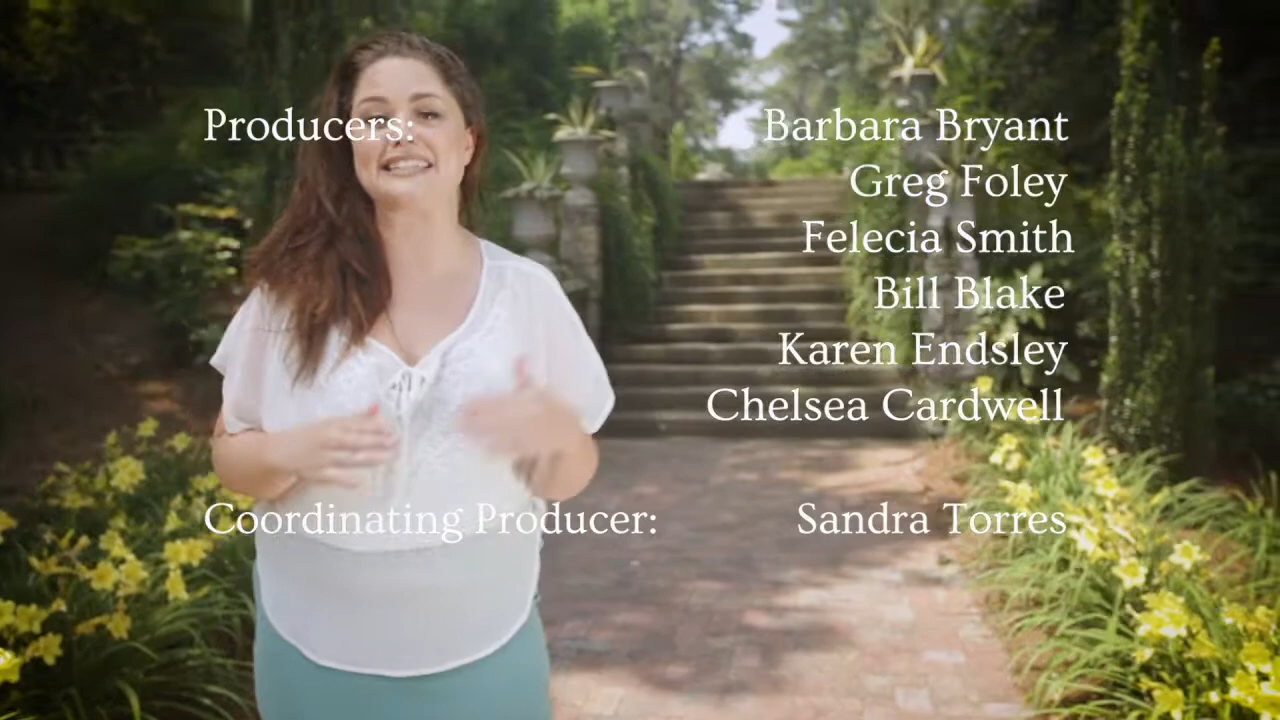 Producers: Barbara Bryant
Greg Foley
Felecia Smith
Bill Blake
Karen Endsley
Chelsea Cardwell
Coordinating Producer: Sandra Torres